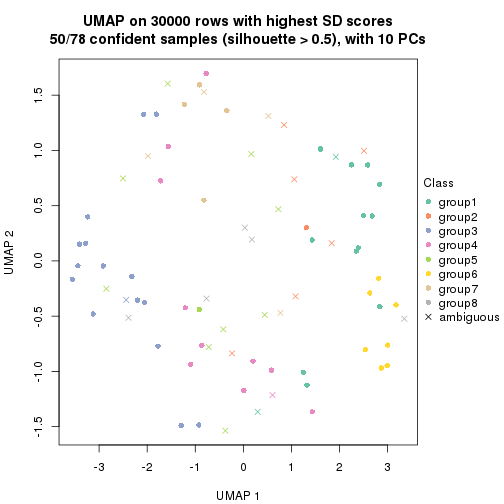 UMAP on 30000 rows with highest SD scores
50/78 confident samples (silhouette > 0.5), with 10 PCs
UMAP 2
1.5
1.0
0.5
0.0
-0.5
-1.0
-1.5
-3 -2 -1 0 1 2 3
UMAP 1
Class
group1
group2
group3
group4
group5
group6
group7
group8
ambiguous